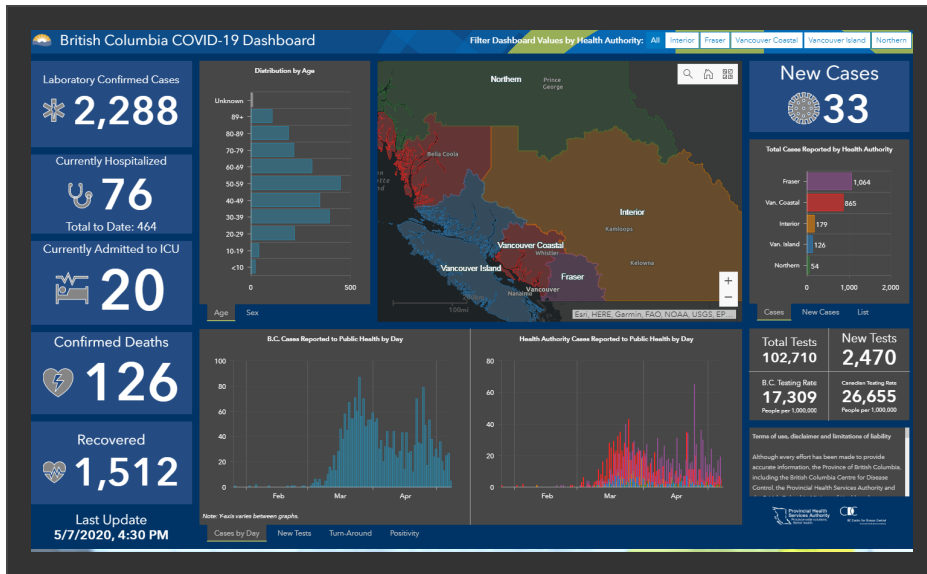 British Columbia COVID-19 Dashboard
Filter Dashboard Values by Health Authority: All Interior Fraser Vancouver Coastal Vancouver Island Northern
Laboratory Confirmed Cases
2,288
Currently Hospitalized
76
Total to Date: 464
Currently Admitted to ICU
20
Confirmed Deaths
126
Recovered
1,512
Last Update
5/7/2020, 4:30 PM
Distribution by Age
Unknown
89+
80-89
70-79
60-69
50-59
40-49
30-39
20-29
10-19
<10
0 500
Age Sex
Northern
Prince
George
Bella Coola
Interior
Kamloops
Vancouver Coastal
Whistler
Kelowna
Vancouver Island
Fraser
Vancouver
Nanaimo
100mi
+
−
Esri, HERE, Garmin, FAO, NOAA, USGS, EP...
New Cases
33
Total Cases Reported by Health Authority
Fraser 1,064
Van. Coastal 865
Interior 179
Van. Island 126
Northern 54
0 1,000 2,000
Cases New Cases List
B.C. Cases Reported to Public Health by Day
100
80
60
40
20
0
Feb Mar Apr
Note: Y-axis varies between graphs.
Health Authority Cases Reported to Public Health by Day
80
60
40
20
0
Feb Mar Apr
Cases by Day New Tests Turn-Around Positivity
Total Tests
102,710
New Tests
2,470
B.C. Testing Rate
17,309
People per 1,000,000
Canadian Testing Rate
26,655
People per 1,000,000
Terms of use, disclaimer and limitations of liability
Although every effort has been made to provide
accurate information, the Province of British Columbia,
including the British Columbia Centre for Disease
Control, the Provincial Health Services Authority and
Provincial Health
Services Authority
BC Centre for Disease Control